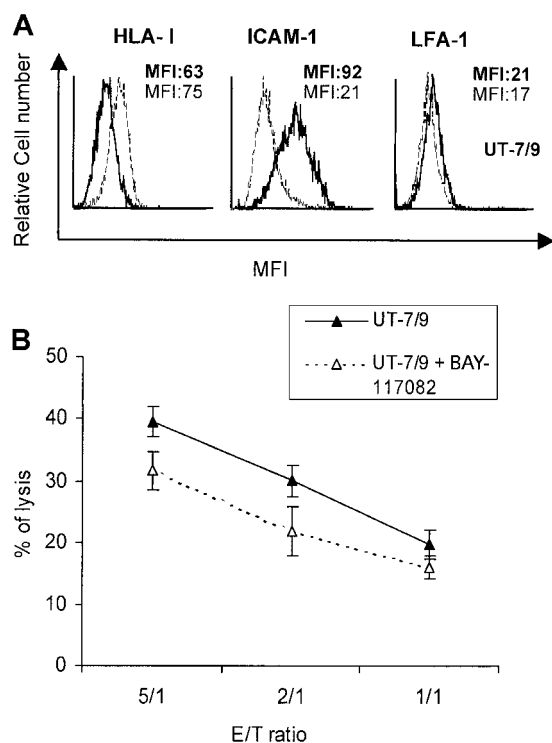 A
HLA- I
ICAM-1
LFA-1
MFI:63
MFI:75
MFI:92
MFI:21
MFI:21
MFI:17
UT-7/9
Relative Cell number
MFI
B
UT-7/9
UT-7/9 + BAY-
117082
50
40
30
20
10
0
% of lysis
5/1
2/1
1/1
E/T ratio